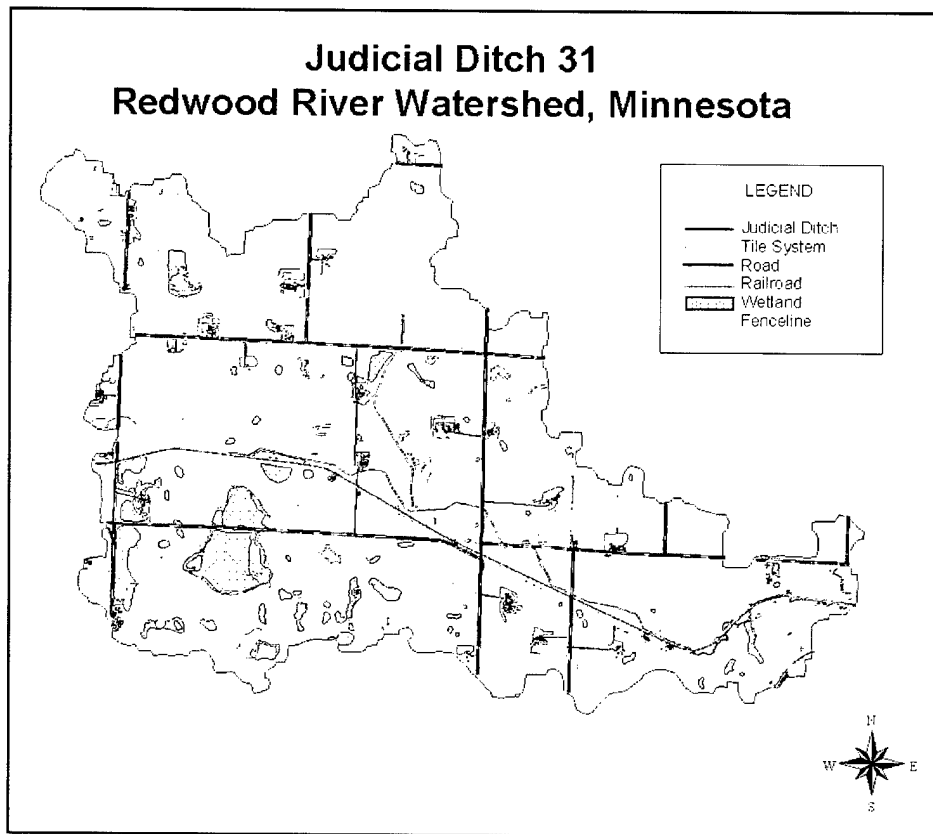 Judicial Ditch 31
Redwood River Watershed, Minnesota
LEGEND
Judicial Ditch
Tile System
Road
Railroad
Wetland
Fenceline
N
W E
S